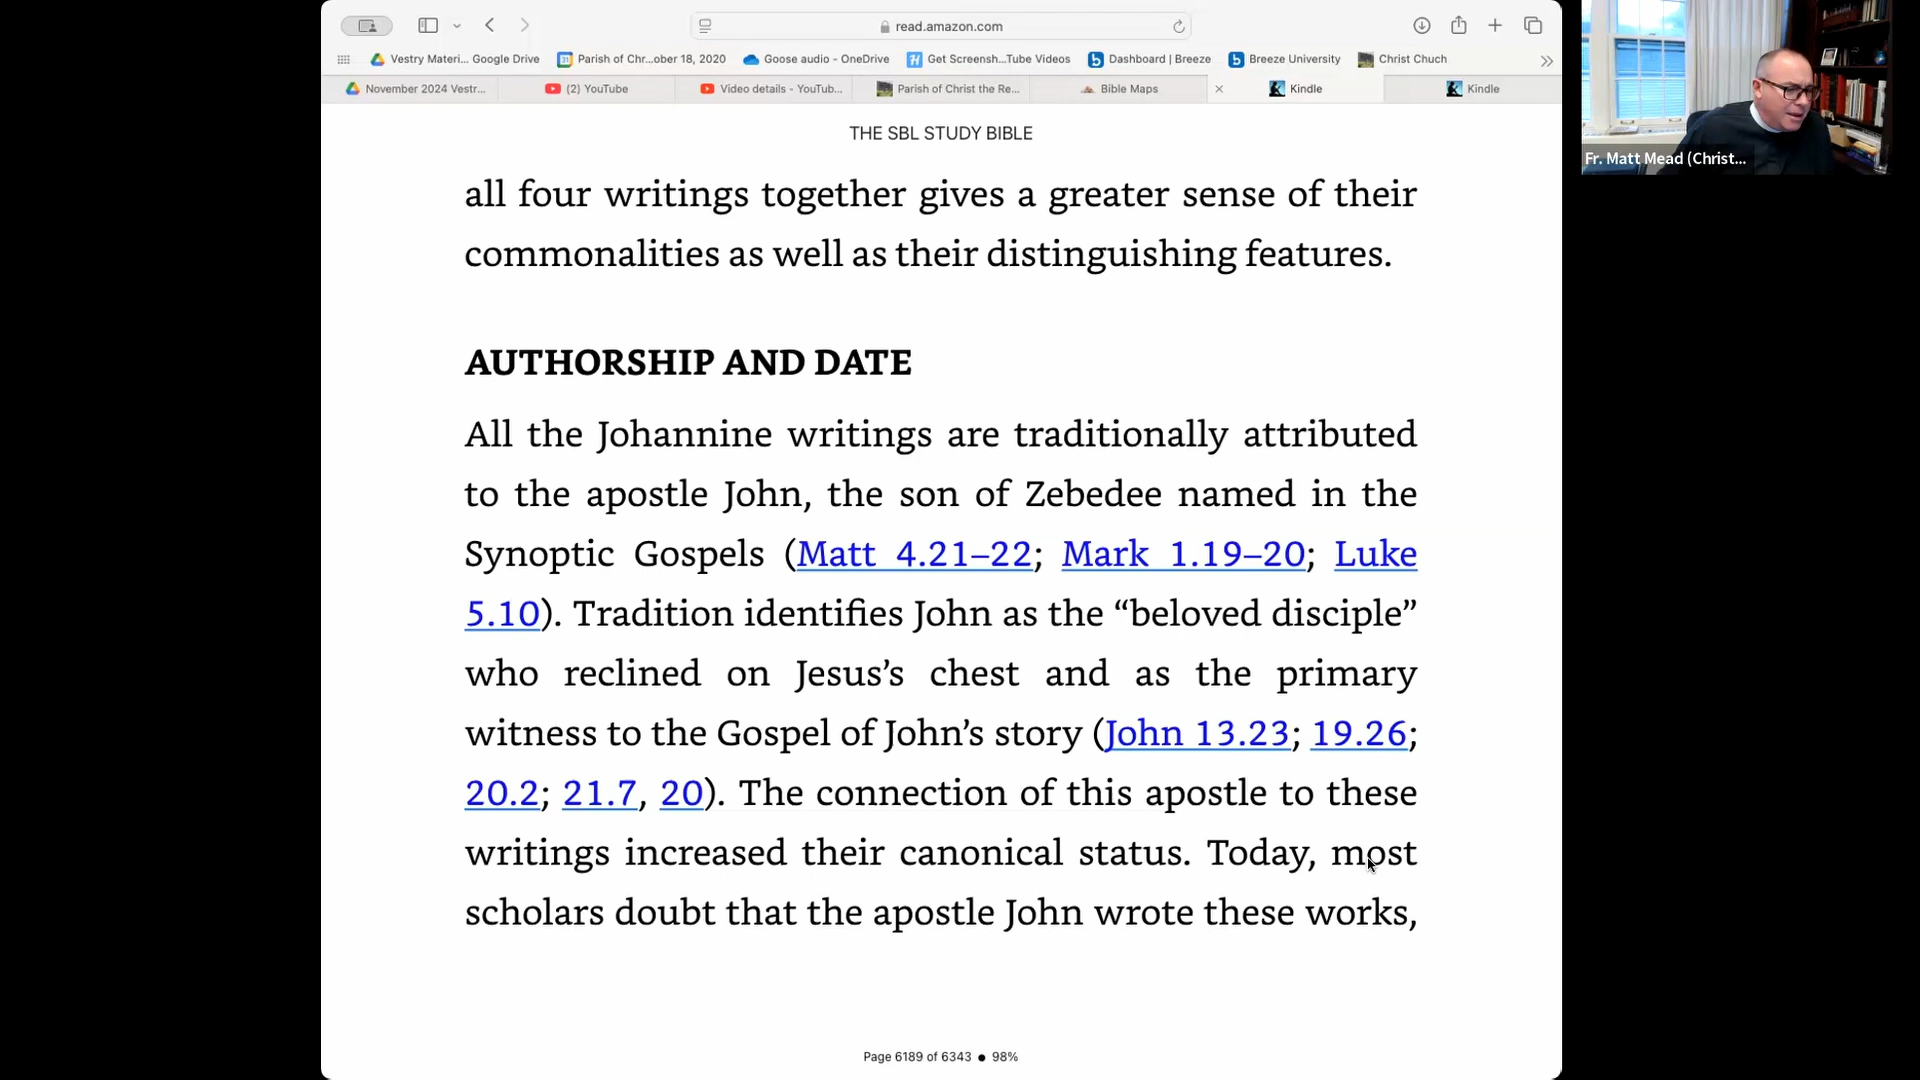 read.amazon.com
Vestry Materi... Google Drive
Parish of Chr...ober 18, 2020
Goose audio - OneDrive
Get Screensh...Tube Videos
Dashboard | Breeze
Breeze University
Christ Chuch
November 2024 Vestr...
(2) YouTube
Video details - YouTub...
Parish of Christ the Re...
Bible Maps
Kindle
Kindle
Fr. Matt Mead (Christ...
THE SBL STUDY BIBLE
all four writings together gives a greater sense of their
commonalities as well as their distinguishing features.
AUTHORSHIP AND DATE
All the Johannine writings are traditionally attributed
to the apostle John, the son of Zebedee named in the
Synoptic Gospels (Matt 4.21–22; Mark 1.19–20; Luke
5.10). Tradition identifies John as the “beloved disciple”
who reclined on Jesus’s chest and as the primary
witness to the Gospel of John’s story (John 13.23; 19.26;
20.2; 21.7, 20). The connection of this apostle to these
writings increased their canonical status. Today, most
scholars doubt that the apostle John wrote these works,
Page 6189 of 6343 ● 98%